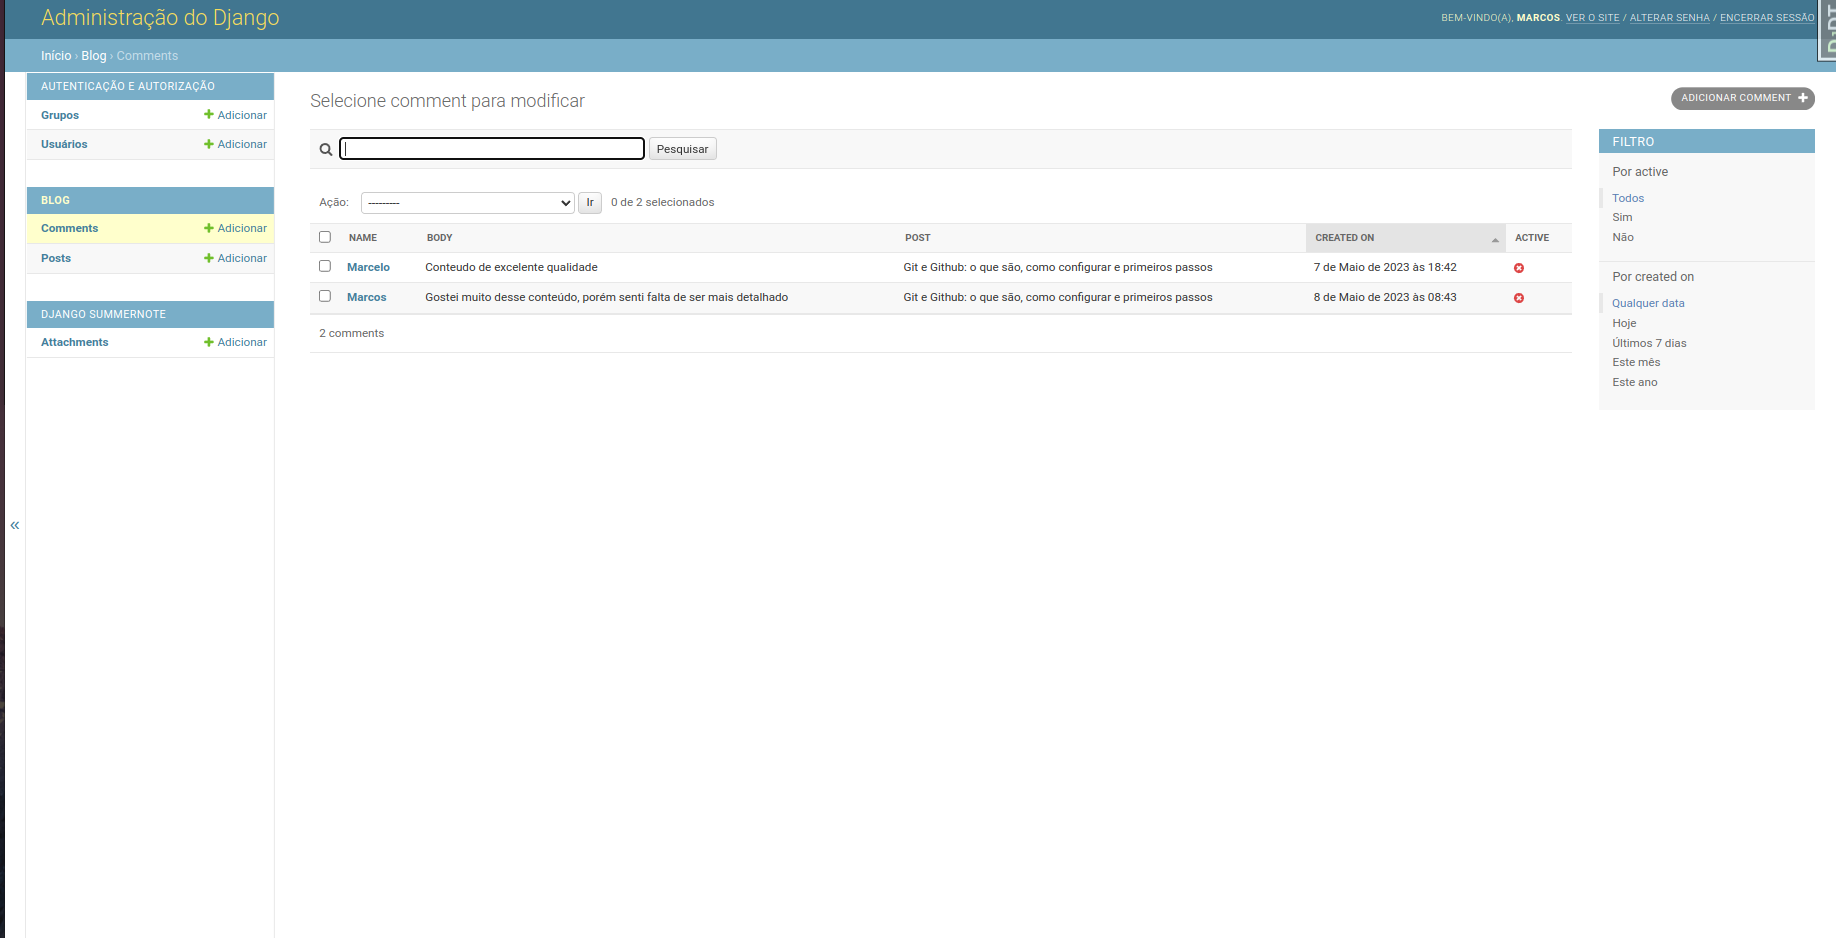 Administração do Django
BEM-VINDO(A), MARCOS. VER O SITE / ALTERAR SENHA / ENCERRAR SESSÃO
DjDT
Início › Blog › Comments
AUTENTICAÇÃO E AUTORIZAÇÃO
Grupos Adicionar
Usuários Adicionar
BLOG
Comments Adicionar
Posts Adicionar
DJANGO SUMMERNOTE
Attachments Adicionar
«
Selecione comment para modificar
ADICIONAR COMMENT
Pesquisar
Ação: --------- Ir 0 de 2 selecionados
NAME BODY POST CREATED ON ACTIVE
Marcelo Conteudo de excelente qualidade Git e Github: o que são, como configurar e primeiros passos 7 de Maio de 2023 às 18:42
Marcos Gostei muito desse conteúdo, porém senti falta de ser mais detalhado Git e Github: o que são, como configurar e primeiros passos 8 de Maio de 2023 às 08:43
2 comments
FILTRO
Por active
Todos
Sim
Não
Por created on
Qualquer data
Hoje
Últimos 7 dias
Este mês
Este ano